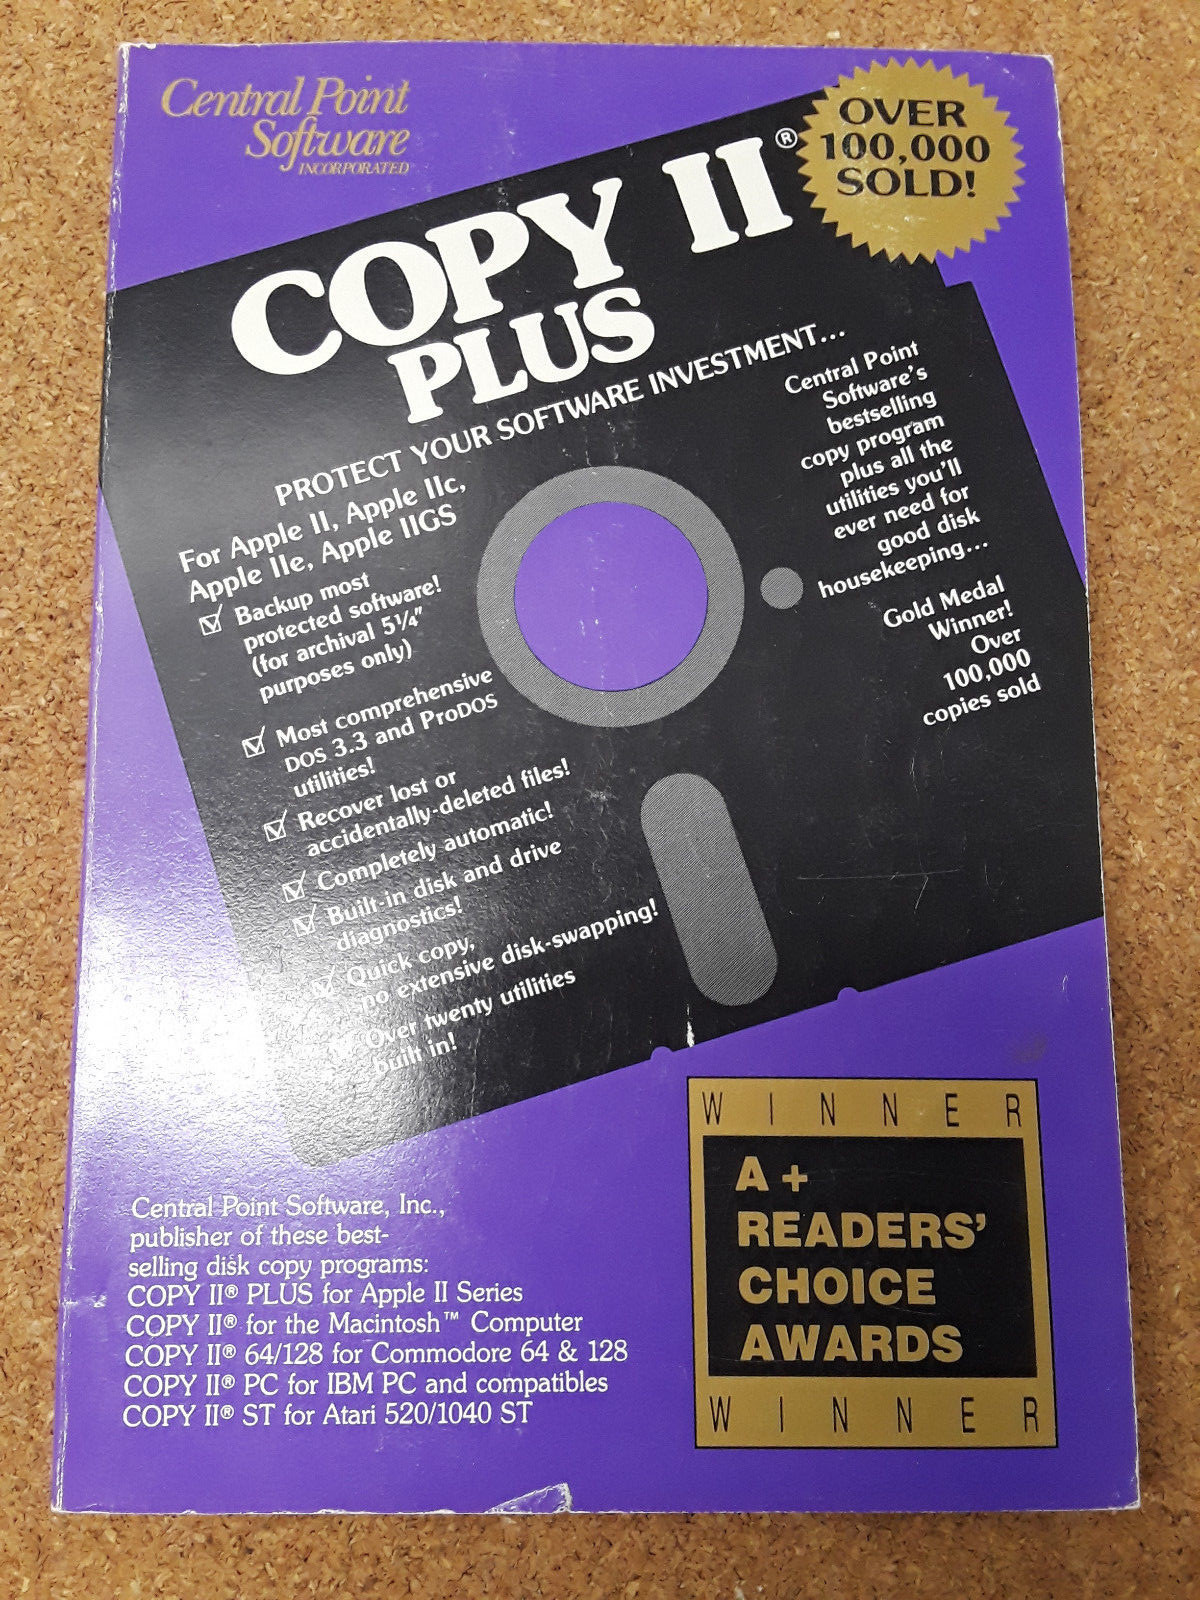 Central Point
Software
INCORPORATED
OVER
100,000
SOLD!
COPY II®
PLUS
PROTECT YOUR SOFTWARE INVESTMENT...
For Apple II, Apple IIc,
Apple IIe, Apple IIGS
Backup most
protected software!
(for archival 5¼"
purposes only)
Most comprehensive
DOS 3.3 and ProDOS
utilities!
Recover lost or
accidentally-deleted files!
Completely automatic!
Built-in disk and drive
diagnostics!
Quick copy,
no extensive disk-swapping!
Over twenty utilities
built in!
Central Point
Software's
bestselling
copy program
plus all the
utilities you'll
ever need for
good disk
housekeeping...
Gold Medal
Winner!
Over
100,000
copies sold
Central Point Software, Inc.,
publisher of these best-
selling disk copy programs:
COPY II® PLUS for Apple II Series
COPY II® for the Macintosh™ Computer
COPY II® 64/128 for Commodore 64 & 128
COPY II® PC for IBM PC and compatibles
COPY II® ST for Atari 520/1040 ST
WINNER
A+
READERS'
CHOICE
AWARDS
WINNER